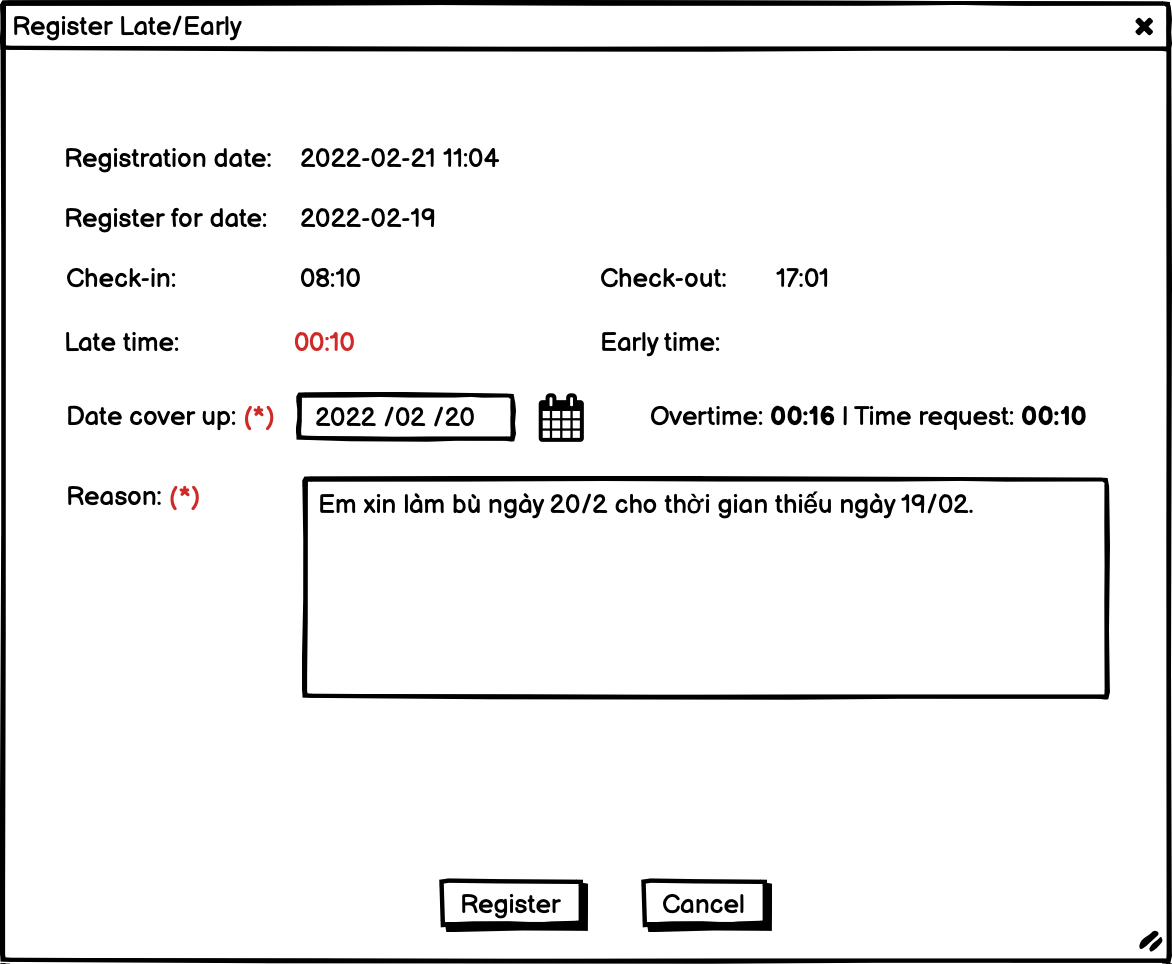 Register Late/Early
Registration date: 2022-02-21 11:04
Register for date: 2022-02-19
Check-in: 08:10 Check-out: 17:01
Late time: 00:10 Early time:
Date cover up: (*) 2022 /02 /20 Overtime: 00:16 | Time request: 00:10
Reason: (*) Em xin làm bù ngày 20/2 cho thời gian thiếu ngày 19/02.
Register Cancel